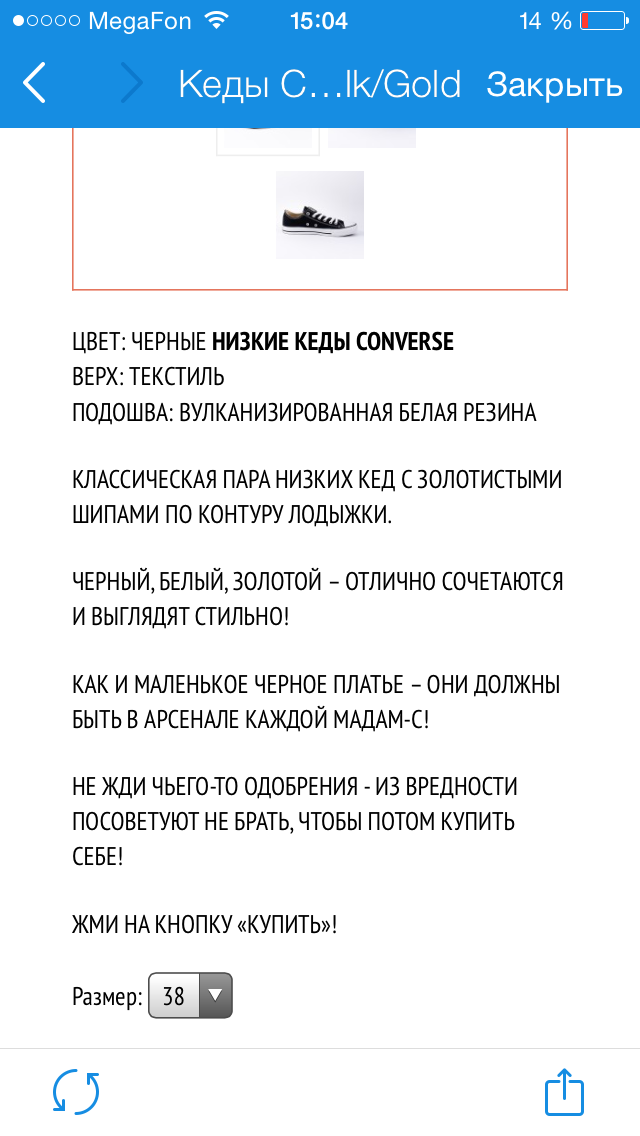 MegaFon 15:04 14 %
Кеды C...lk/Gold Закрыть
ЦВЕТ: ЧЕРНЫЕ НИЗКИЕ КЕДЫ CONVERSE
ВЕРХ: ТЕКСТИЛЬ
ПОДОШВА: ВУЛКАНИЗИРОВАННАЯ БЕЛАЯ РЕЗИНА
КЛАССИЧЕСКАЯ ПАРА НИЗКИХ КЕД С ЗОЛОТИСТЫМИ
ШИПАМИ ПО КОНТУРУ ЛОДЫЖКИ.
ЧЕРНЫЙ, БЕЛЫЙ, ЗОЛОТОЙ – ОТЛИЧНО СОЧЕТАЮТСЯ
И ВЫГЛЯДЯТ СТИЛЬНО!
КАК И МАЛЕНЬКОЕ ЧЕРНОЕ ПЛАТЬЕ – ОНИ ДОЛЖНЫ
БЫТЬ В АРСЕНАЛЕ КАЖДОЙ МАДАМ-С!
НЕ ЖДИ ЧЬЕГО-ТО ОДОБРЕНИЯ - ИЗ ВРЕДНОСТИ
ПОСОВЕТУЮТ НЕ БРАТЬ, ЧТОБЫ ПОТОМ КУПИТЬ
СЕБЕ!
ЖМИ НА КНОПКУ «КУПИТЬ»!
Размер: 38